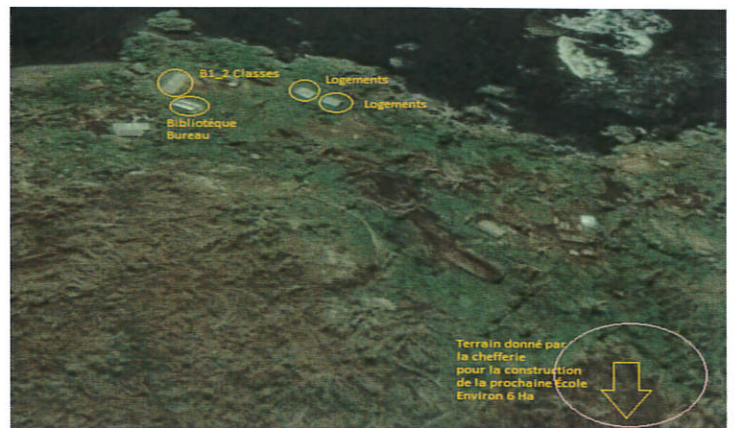 B1_2 Classes
Logements
Logements
Bibliotéque
Bureau
Terrain donné par
la chefferie
pour la construction
de la prochaine École
Environ 6 Ha